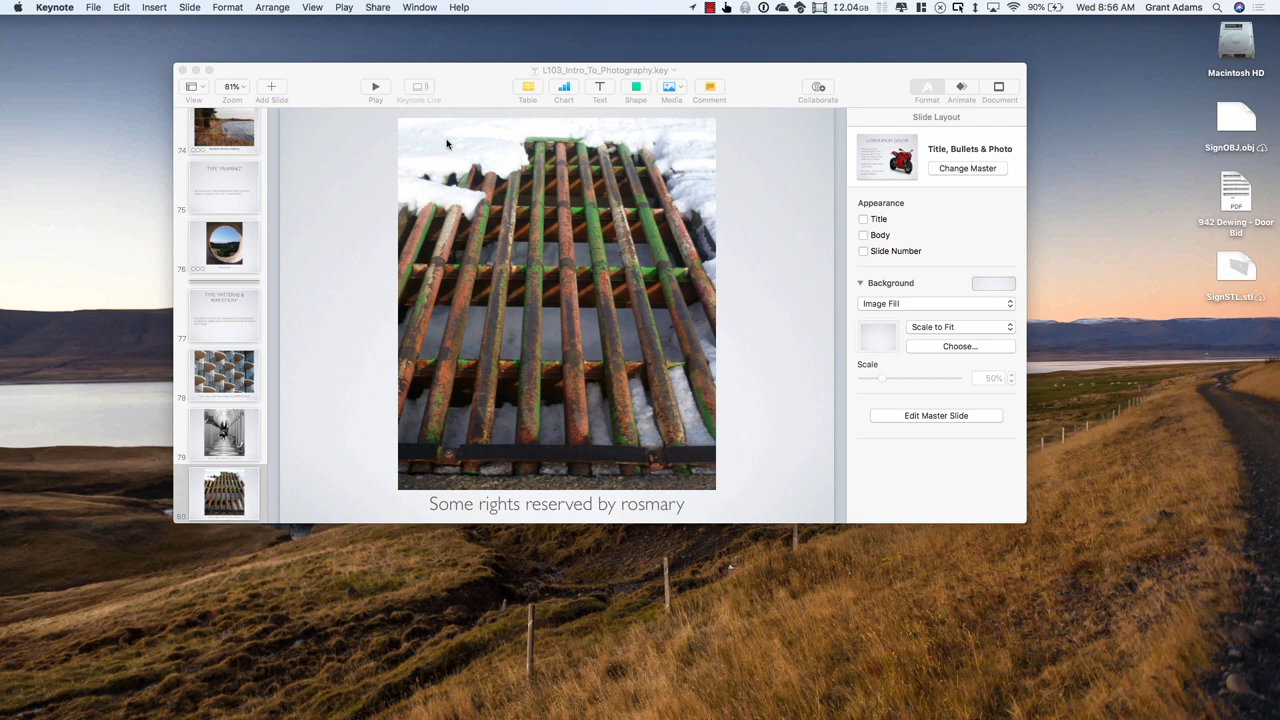 Keynote File Edit Insert Slide Format Arrange View Play Share Window Help 2.04GB 90% Wed 8:56 AM Grant Adams
L103_Intro_To_Photography.key
81%
View Zoom Add Slide Play Keynote Live Table Chart Text Shape Media Comment Collaborate Format Animate Document
Slide Layout
Title, Bullets & Photo
Change Master
Appearance
Title
Body
Slide Number
Background
Image Fill
Scale to Fit
Choose...
Scale
50%
Edit Master Slide
74
75
76
77
78
79
80
Some rights reserved by rosmary
Macintosh HD
SignOBJ.obj
PDF
942 Dewing - Door
Bid
SignSTL.stl